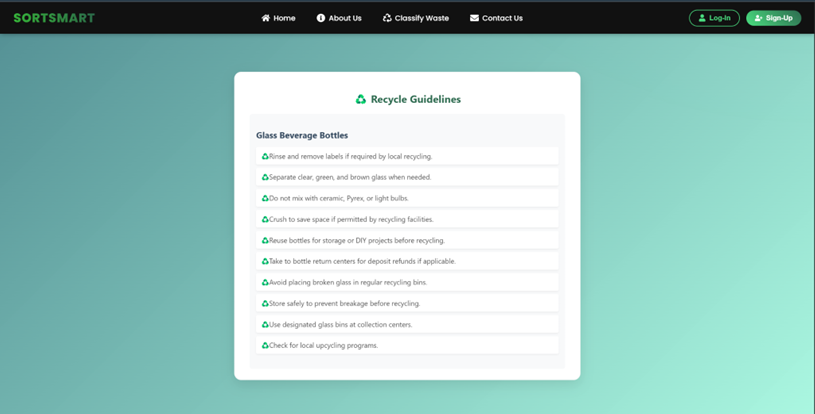 SORTSMART
Home
About Us
Classify Waste
Contact Us
Log-In
Sign-Up
Recycle Guidelines
Glass Beverage Bottles
Rinse and remove labels if required by local recycling.
Separate clear, green, and brown glass when needed.
Do not mix with ceramic, Pyrex, or light bulbs.
Crush to save space if permitted by recycling facilities.
Reuse bottles for storage or DIY projects before recycling.
Take to bottle return centers for deposit refunds if applicable.
Avoid placing broken glass in regular recycling bins.
Store safely to prevent breakage before recycling.
Use designated glass bins at collection centers.
Check for local upcycling programs.